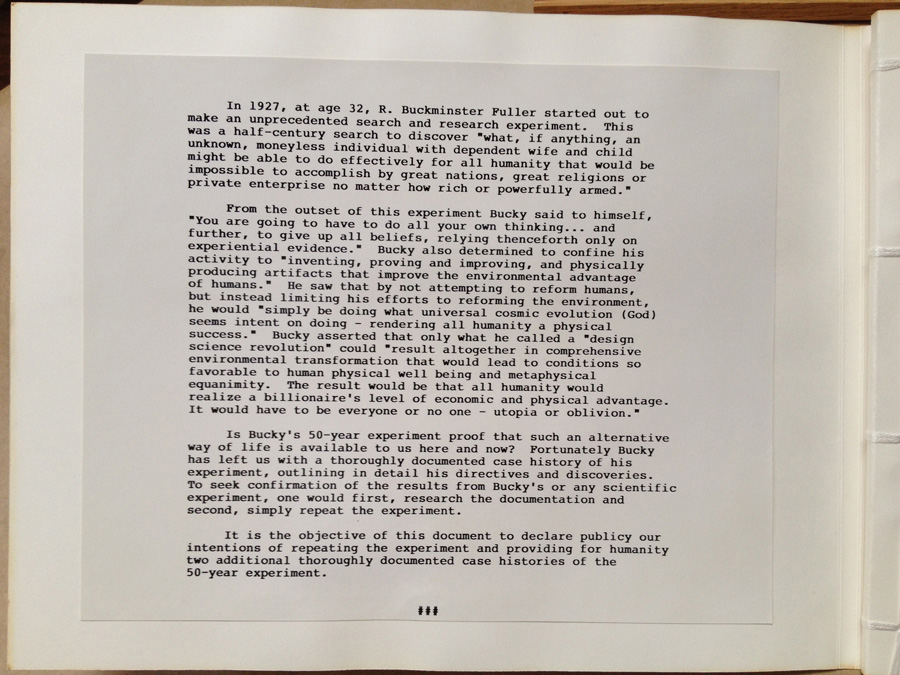 In 1927, at age 32, R. Buckminster Fuller started out to
make an unprecedented search and research experiment. This
was a half-century search to discover "what, if anything, an
unknown, moneyless individual with dependent wife and child
might be able to do effectively for all humanity that would be
impossible to accomplish by great nations, great religions or
private enterprise no matter how rich or powerfully armed."
From the outset of this experiment Bucky said to himself,
"You are going to have to do all your own thinking... and
further, to give up all beliefs, relying thenceforth only on
experiential evidence." Bucky also determined to confine his
activity to "inventing, proving and improving, and physically
producing artifacts that improve the environmental advantage
of humans." He saw that by not attempting to reform humans,
but instead limiting his efforts to reforming the environment,
he would "simply be doing what universal cosmic evolution (God)
seems intent on doing - rendering all humanity a physical
success." Bucky asserted that only what he called a "design
science revolution" could "result altogether in comprehensive
environmental transformation that would lead to conditions so
favorable to human physical well being and metaphysical
equanimity. The result would be that all humanity would
realize a billionaire's level of economic and physical advantage.
It would have to be everyone or no one - utopia or oblivion."
Is Bucky's 50-year experiment proof that such an alternative
way of life is available to us here and now? Fortunately Bucky
has left us with a thoroughly documented case history of his
experiment, outlining in detail his directives and discoveries.
To seek confirmation of the results from Bucky's or any scientific
experiment, one would first, research the documentation and
second, simply repeat the experiment.
It is the objective of this document to declare publicy our
intentions of repeating the experiment and providing for humanity
two additional thoroughly documented case histories of the
50-year experiment.
###